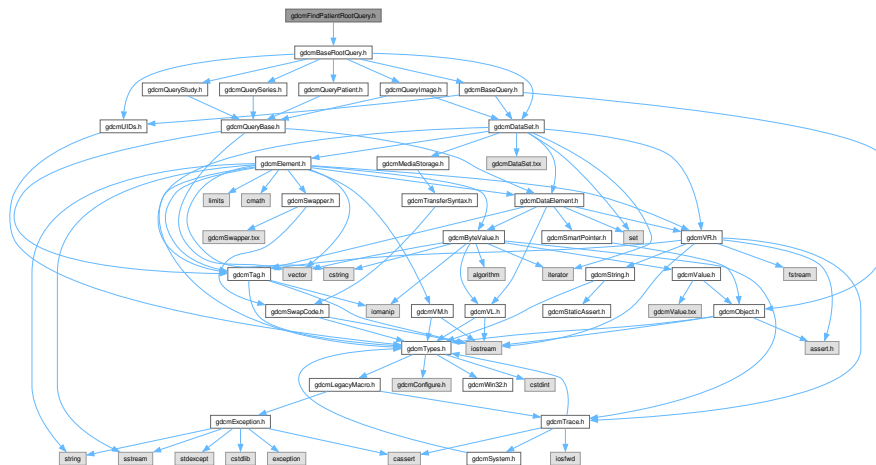 gdcmFindPatientRootQuery.h
gdcmBaseRootQuery.h
gdcmQueryStudy.h
gdcmQuerySeries.h
gdcmQueryPatient.h
gdcmQueryImage.h
gdcmBaseQuery.h
gdcmUIDs.h
gdcmQueryBase.h
gdcmDataSet.h
gdcmElement.h
gdcmMediaStorage.h
gdcmDataSet.txx
limits
cmath
gdcmSwapper.h
gdcmTransferSyntax.h
gdcmDataElement.h
gdcmSwapper.txx
gdcmByteValue.h
gdcmSmartPointer.h
set
gdcmVR.h
gdcmTag.h
vector
cstring
algorithm
iterator
gdcmString.h
gdcmValue.h
fstream
gdcmSwapCode.h
iomanip
gdcmVM.h
gdcmVL.h
gdcmStaticAssert.h
gdcmValue.txx
gdcmObject.h
gdcmTypes.h
iostream
assert.h
gdcmLegacyMacro.h
gdcmConfigure.h
gdcmWin32.h
cstdint
gdcmException.h
gdcmTrace.h
string
sstream
stdexcept
cstdlib
exception
cassert
gdcmSystem.h
iosfwd